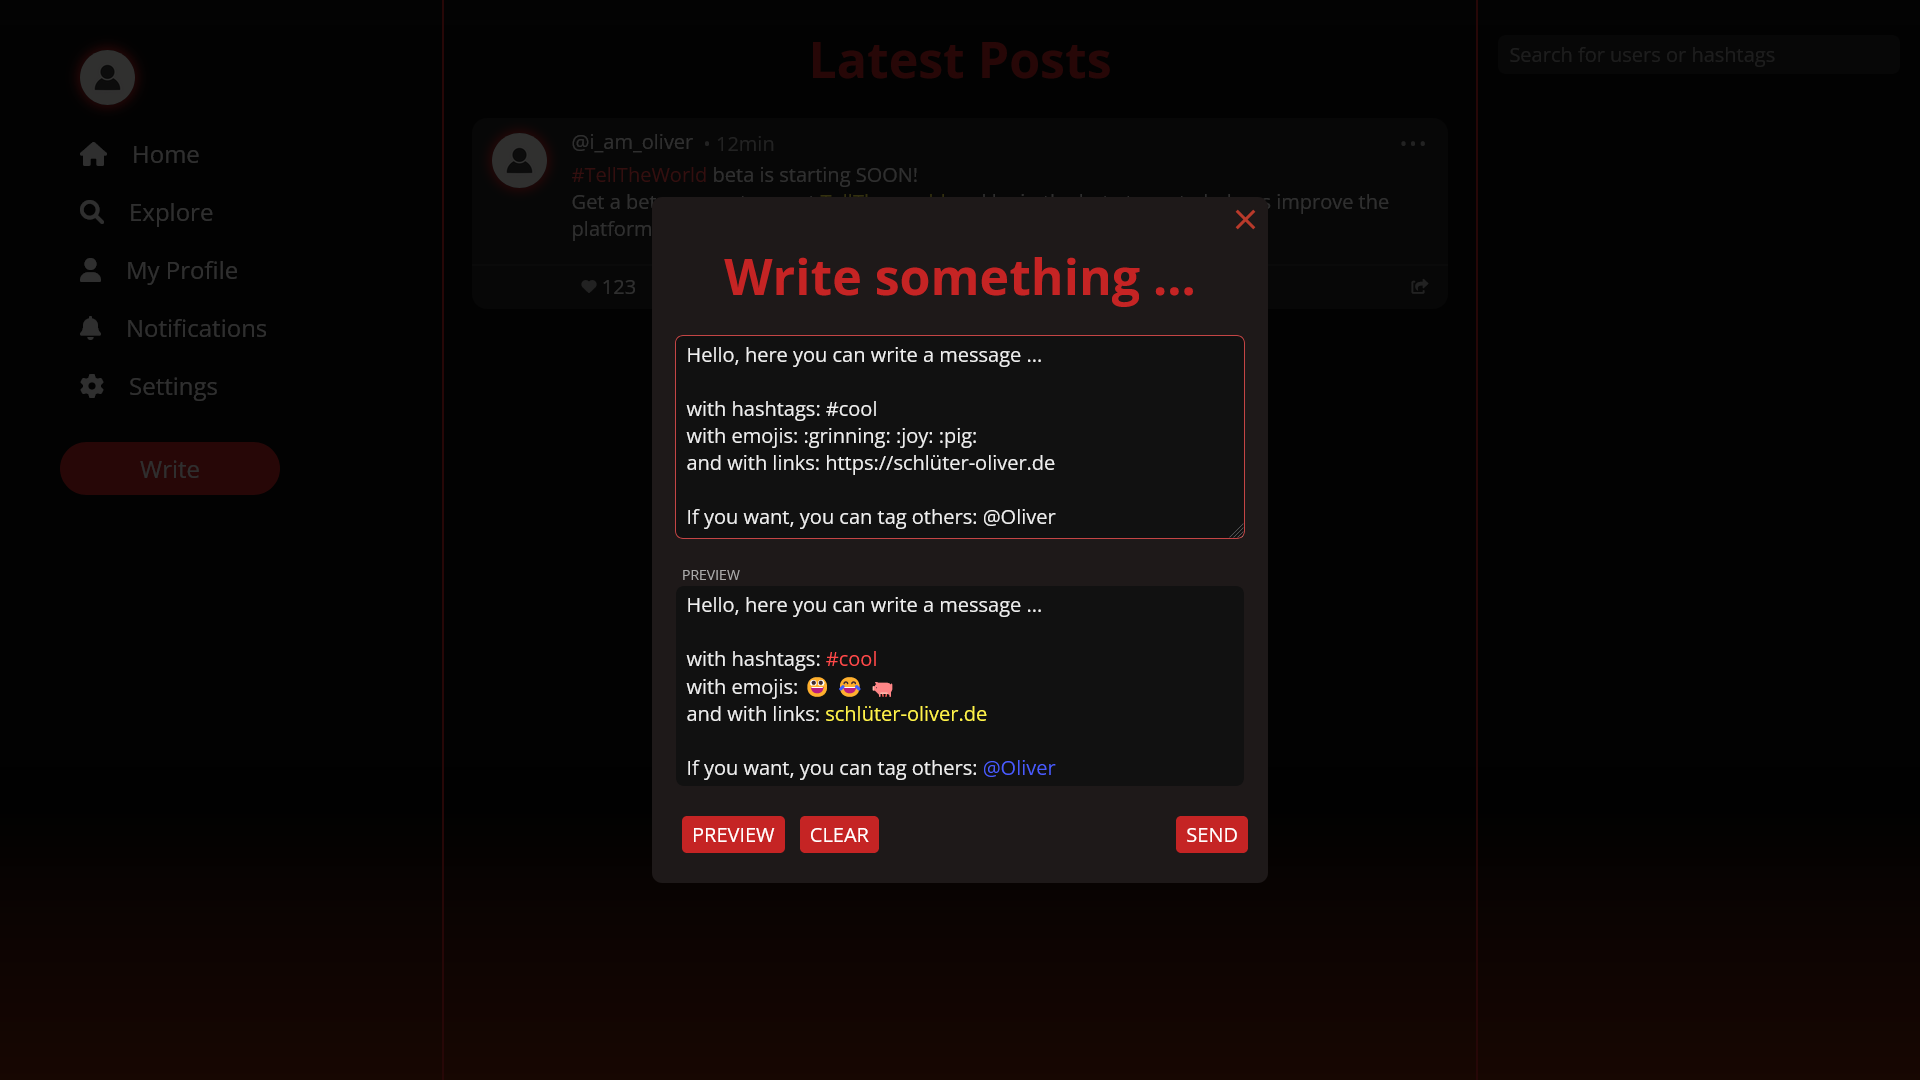 Home
Explore
My Profile
Notifications
Settings
Write
Latest Posts
@i_am_oliver • 12min
#TellTheWorld beta is starting SOON!
Get a improve the
platform
123
Search for users or hashtags
Write something ...
Hello, here you can write a message ...
with hashtags: #cool
with emojis: :grinning: :joy: :pig:
and with links: https://schlüter-oliver.de
If you want, you can tag others: @Oliver
PREVIEW
Hello, here you can write a message ...
with hashtags: #cool
with emojis: 😀 😂 🐖
and with links: schlüter-oliver.de
If you want, you can tag others: @Oliver
PREVIEW CLEAR SEND